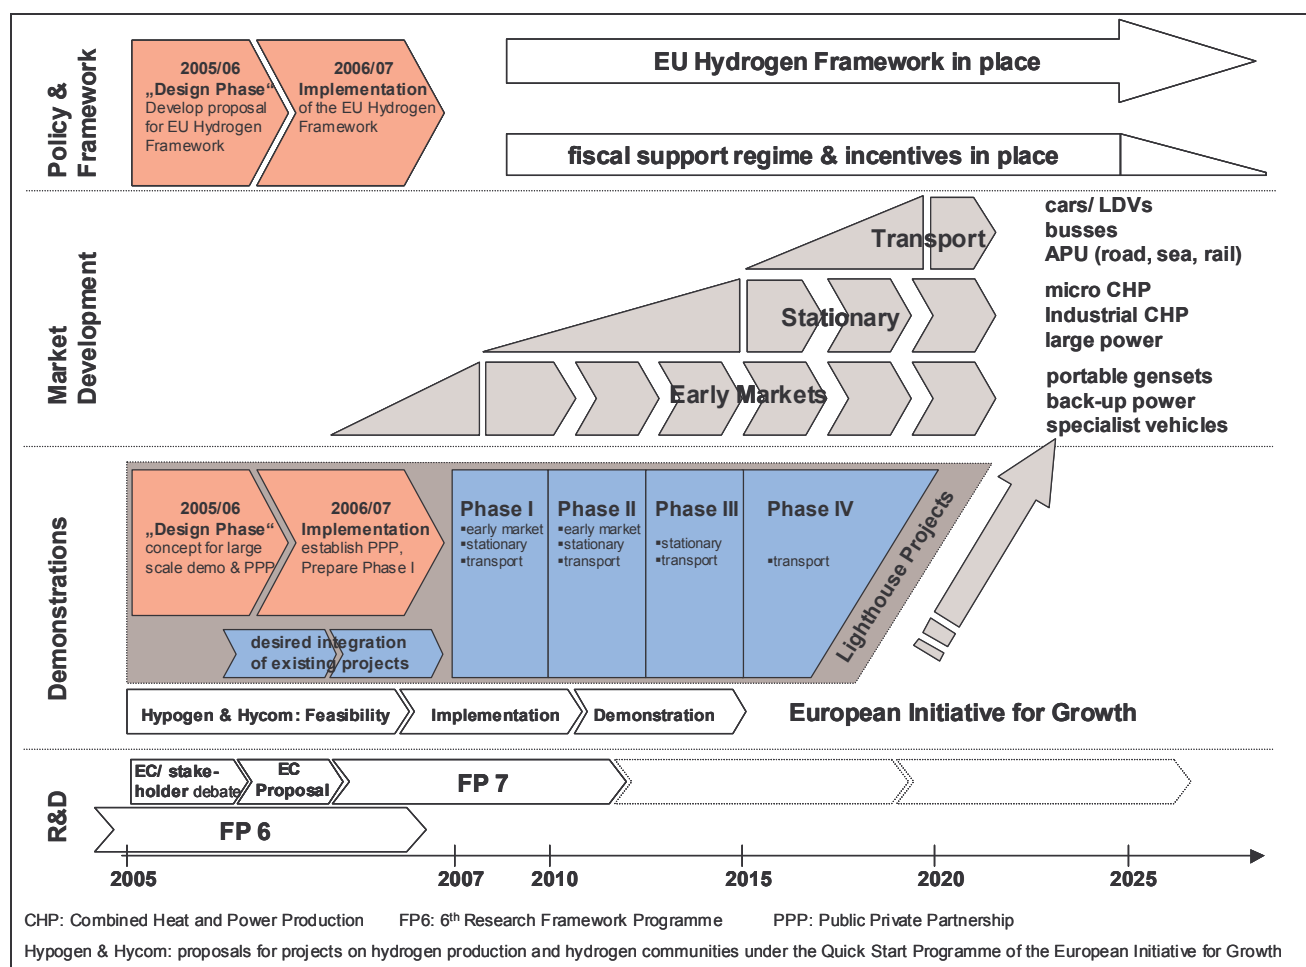 Policy &
Framework
2005/06
„Design Phase“
Develop proposal
for EU Hydrogen
Framework
2006/07
Implementation
of the EU Hydrogen
Framework
EU Hydrogen Framework in place
fiscal support regime & incentives in place
Market
Development
Transport
cars/ LDVs
busses
APU (road, sea, rail)
Stationary
micro CHP
Industrial CHP
large power
Early Markets
portable gensets
back-up power
specialist vehicles
Demonstrations
2005/06
„Design Phase“
concept for large
scale demo & PPP
2006/07
Implementation
establish PPP,
Prepare Phase I
desired integration
of existing projects
Phase I
▪early market
▪stationary
▪transport
Phase II
▪early market
▪stationary
▪transport
Phase III
▪stationary
▪transport
Phase IV
▪transport
Lighthouse Projects
Hypogen & Hycom: Feasibility
Implementation
Demonstration
European Initiative for Growth
R&D
EC/ stake-
holder debate
EC
Proposal
FP 7
FP 6
2005 2007 2010 2015 2020 2025
CHP: Combined Heat and Power Production FP6: 6th Research Framework Programme PPP: Public Private Partnership
Hypogen & Hycom: proposals for projects on hydrogen production and hydrogen communities under the Quick Start Programme of the European Initiative for Growth